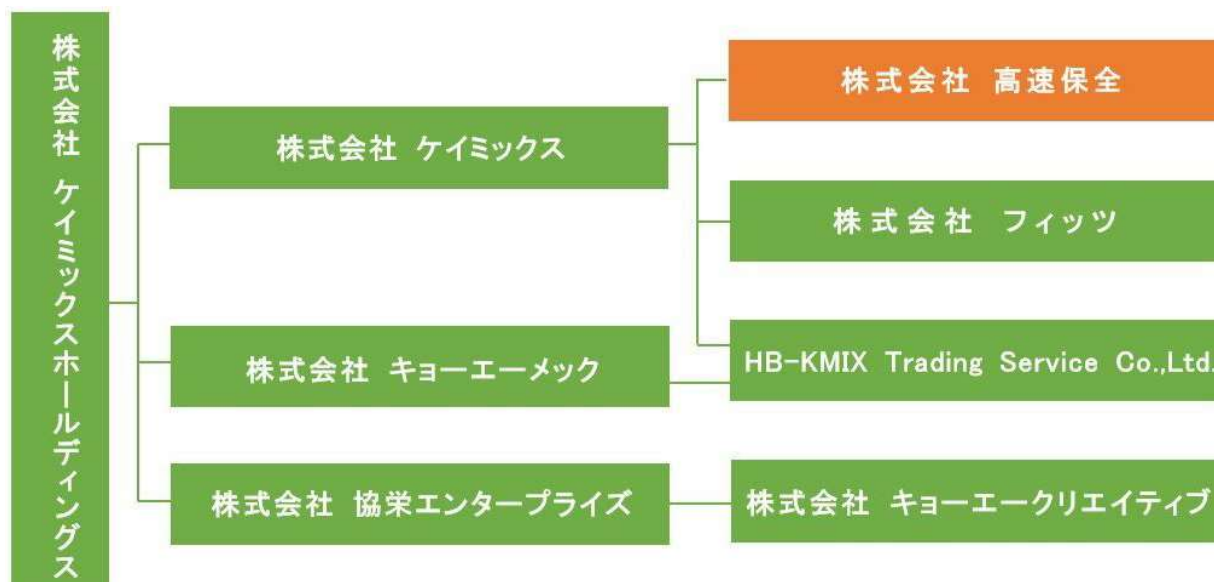 株式会社 ケイミックスホールディングス
株式会社 ケイミックス
株式会社 キョーエーメック
株式会社 協栄エンタープライズ
株式会社 高速保全
株式会社 フィッツ
HB-KMIX Trading Service Co.,Ltd.
株式会社 キョーエークリエイティブ